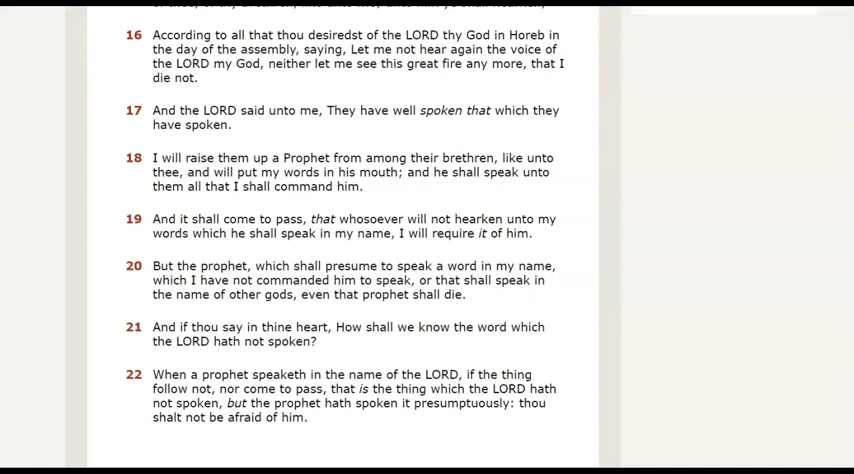 16 According to all that thou desiredst of the LORD thy God in Horeb in
the day of the assembly, saying, Let me not hear again the voice of
the LORD my God, neither let me see this great fire any more, that I
die not.
17 And the LORD said unto me, They have well spoken that which they
have spoken.
18 I will raise them up a Prophet from among their brethren, like unto
thee, and will put my words in his mouth; and he shall speak unto
them all that I shall command him.
19 And it shall come to pass, that whosoever will not hearken unto my
words which he shall speak in my name, I will require it of him.
20 But the prophet, which shall presume to speak a word in my name,
which I have not commanded him to speak, or that shall speak in
the name of other gods, even that prophet shall die.
21 And if thou say in thine heart, How shall we know the word which
the LORD hath not spoken?
22 When a prophet speaketh in the name of the LORD, if the thing
follow not, nor come to pass, that is the thing which the LORD hath
not spoken, but the prophet hath spoken it presumptuously: thou
shalt not be afraid of him.